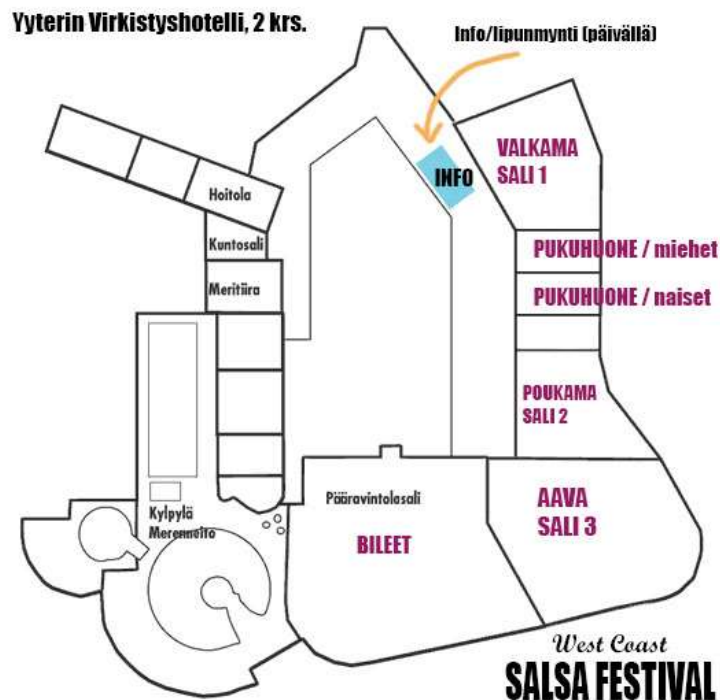 Yyterin Virkistyshotelli, 2 krs.
Info/lipunmynti (päivällä)
INFO
VALKAMA
SALI 1
Hoitola
Kuntosali
PUKUHUONE / miehet
Meritiira
PUKUHUONE / naiset
POUKAMA
SALI 2
Pääravintolasali
BILEET
AAVA
SALI 3
Kylpylä
Merenneito
West Coast
SALSA FESTIVAL